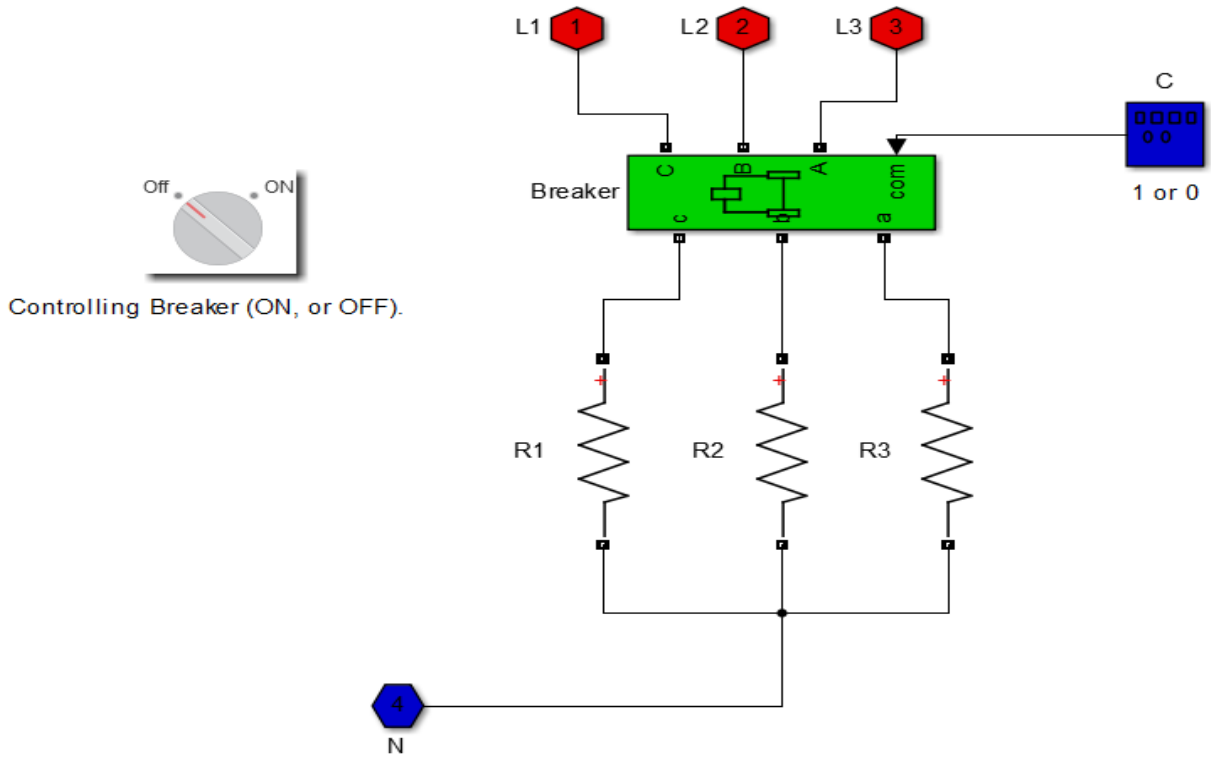 L1 1 L2 2 L3 3
C
Off ON
C B A com
Breaker
1 or 0
c b a
Controlling Breaker (ON, or OFF).
+ + +
R1 R2 R3
4
N